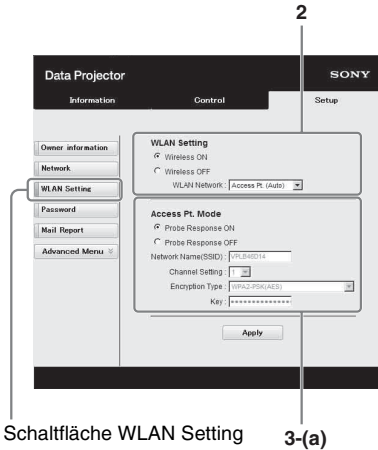 2
Data Projector SONY
Information Control Setup
Owner information
Network
WLAN Setting
Password
Mail Report
Advanced Menu
WLAN Setting
Wireless ON
Wireless OFF
WLAN Network : Access Pt. (Auto)
Access Pt. Mode
Probe Response ON
Probe Response OFF
Network Name(SSID) : VPLB46D14
Channel Setting : 1
Encryption Type : WPA2-PSK(AES)
Key : **************
Apply
Schaltfläche WLAN Setting
3-(a)